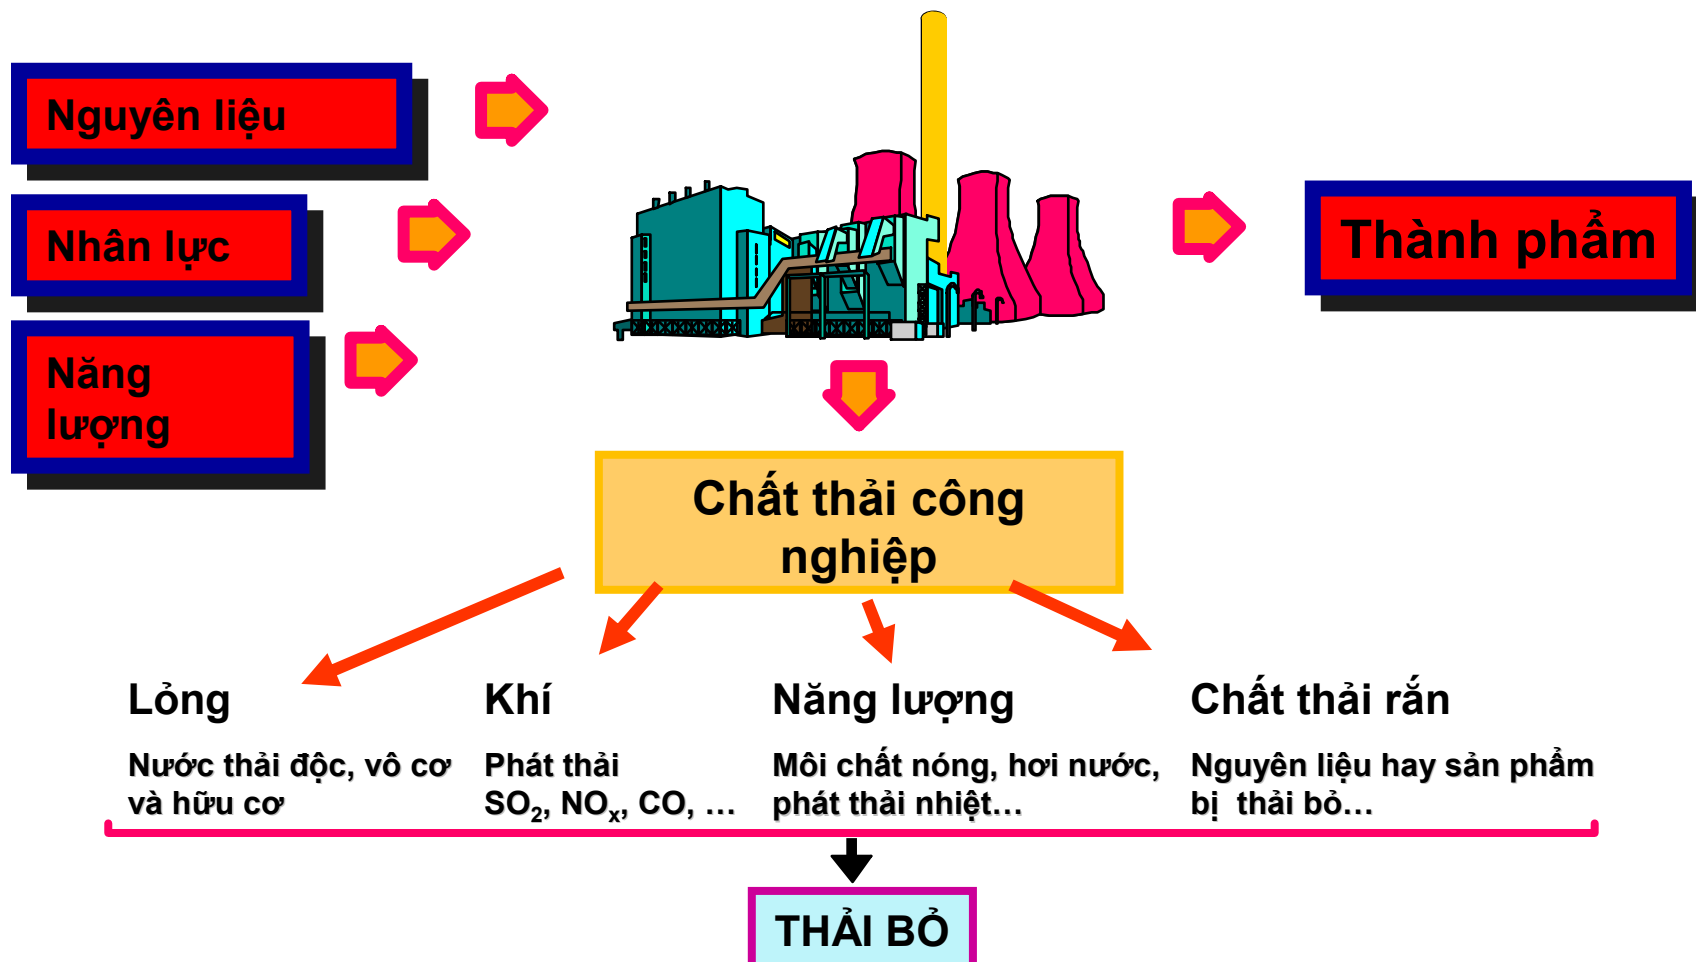 Nguyên liệu
Nhân lực
Năng
lượng
Thành phẩm
Chất thải công
nghiệp
Lỏng
Nước thải độc, vô cơ
và hữu cơ
Khí
Phát thải
SO₂, NOₓ, CO, …
Năng lượng
Môi chất nóng, hơi nước,
phát thải nhiệt…
Chất thải rắn
Nguyên liệu hay sản phẩm
bị thải bỏ…
THẢI BỎ